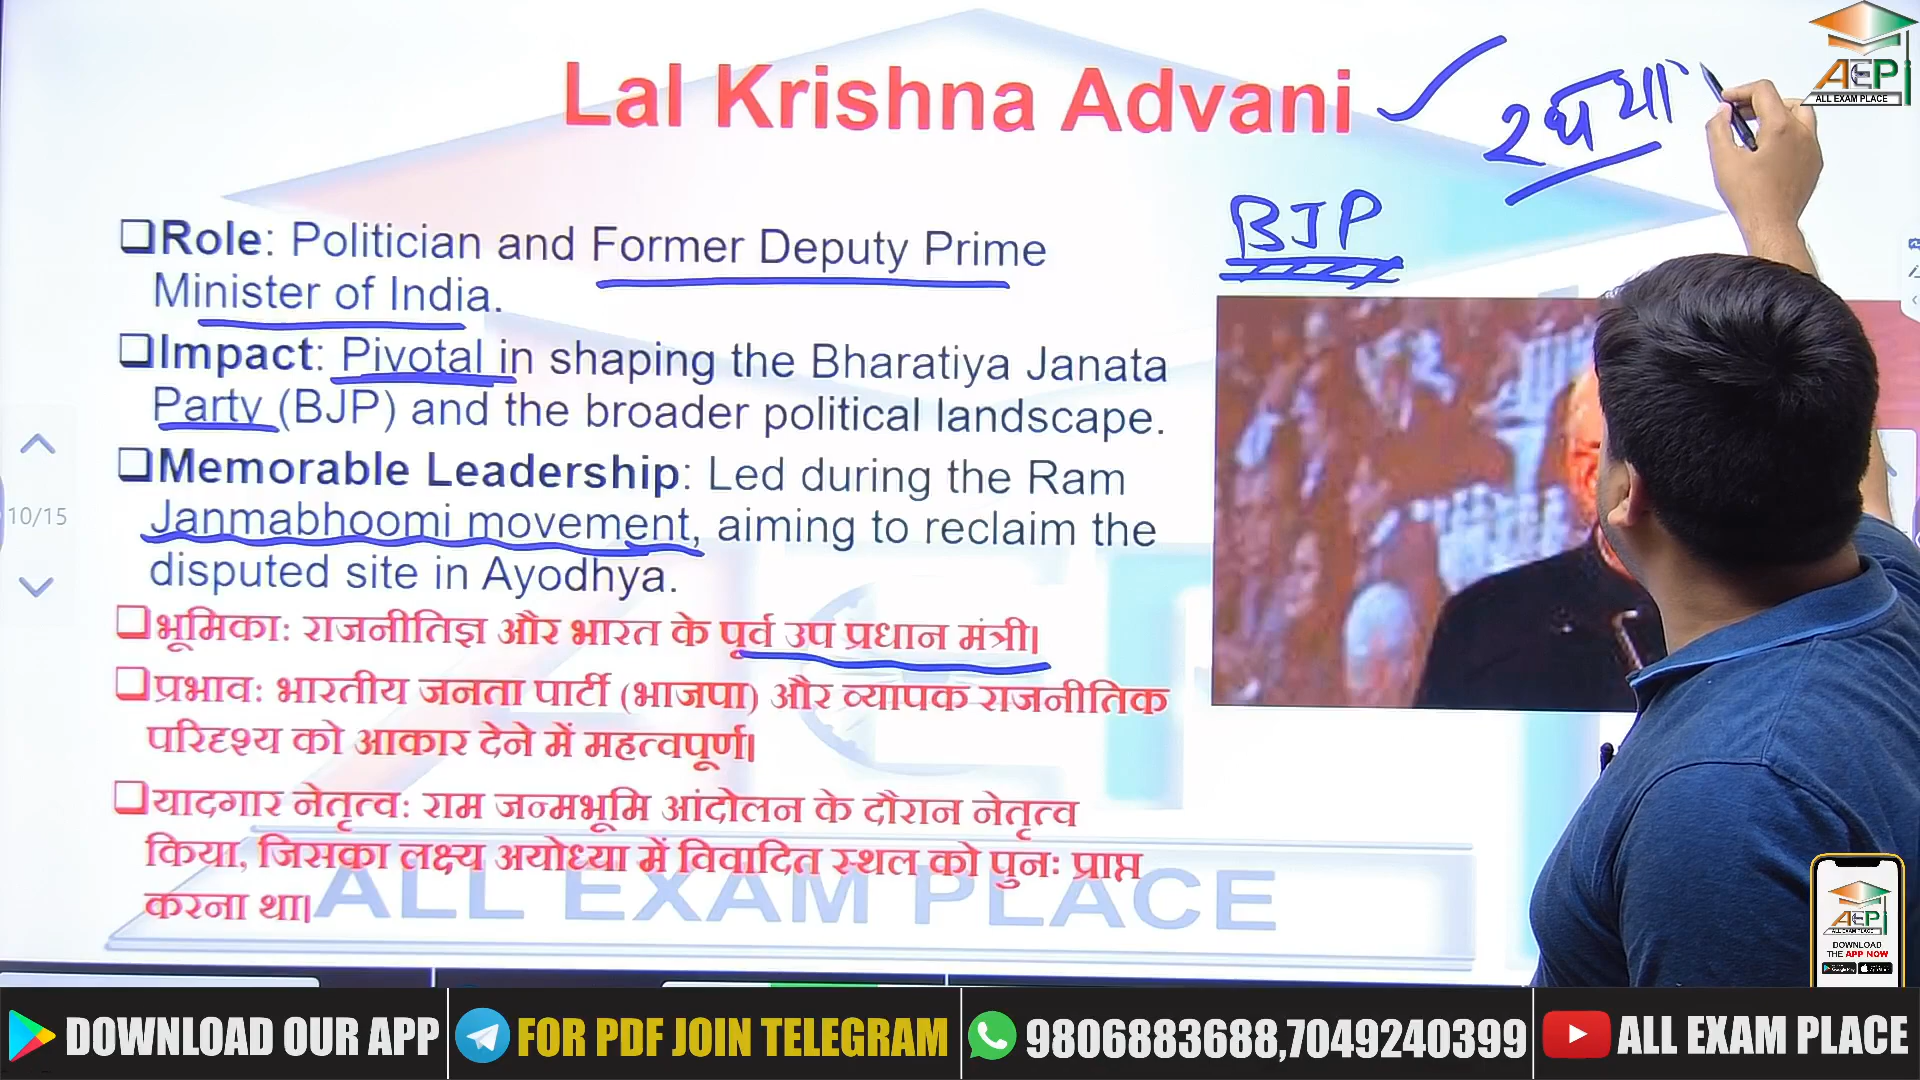 Lal Krishna Advani
AEP
ALL EXAM PLACE
BJP
❑Role: Politician and Former Deputy Prime
Minister of India.
❑Impact: Pivotal in shaping the Bharatiya Janata
Party (BJP) and the broader political landscape.
❑Memorable Leadership: Led during the Ram
Janmabhoomi movement, aiming to reclaim the
disputed site in Ayodhya.
❑भूमिका: राजनीतिज्ञ और भारत के पूर्व उप प्रधान मंत्री।
❑प्रभाव: भारतीय जनता पार्टी (भाजपा) और व्यापक राजनीतिक
परिदृश्य को आकार देने में महत्वपूर्ण।
❑यादगार नेतृत्व: राम जन्मभूमि आंदोलन के दौरान नेतृत्व
किया, जिसका लक्ष्य अयोध्या में विवादित स्थल को पुनः प्राप्त
करना था।
ALL EXAM PLACE
10/15
AEP
ALL EXAM PLACE
DOWNLOAD
THE APP NOW
DOWNLOAD OUR APP
FOR PDF JOIN TELEGRAM
9806883688,7049240399
ALL EXAM PLACE